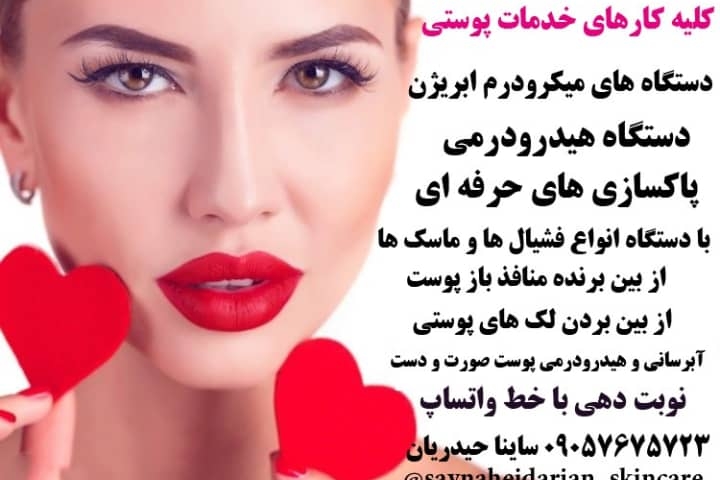 کلیه کارهای خدمات پوستی
دستگاه های میکرودرم ابریژن
دستگاه هیدرودرمی
پاکسازی های حرفه ای
با دستگاه انواع فشیال ها و ماسک ها
از بین برنده منافذ باز پوست
از بین بردن لک های پوستی
آبرسانی و هیدرودرمی پوست صورت و دست
نوبت دهی با خط واتساپ
۰۹۰۵۷۶۷۵۷۲۳ ساینا حیدریان
@saynaheidarian_skincare